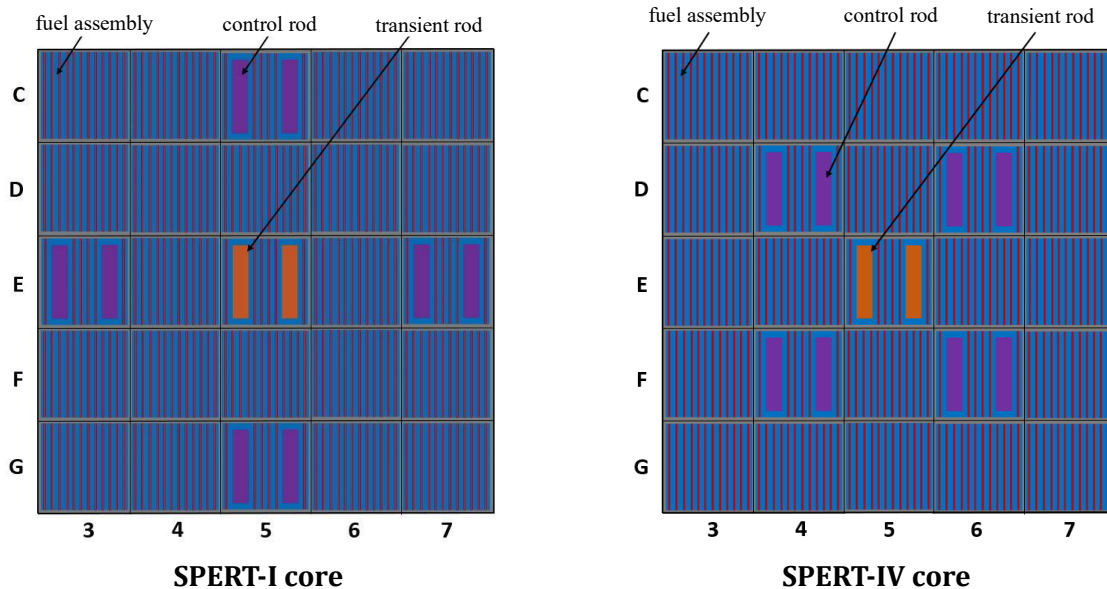 fuel assembly control rod transient rod
C
D
E
F
G
3 4 5 6 7
SPERT-I core
fuel assembly control rod transient rod
C
D
E
F
G
3 4 5 6 7
SPERT-IV core